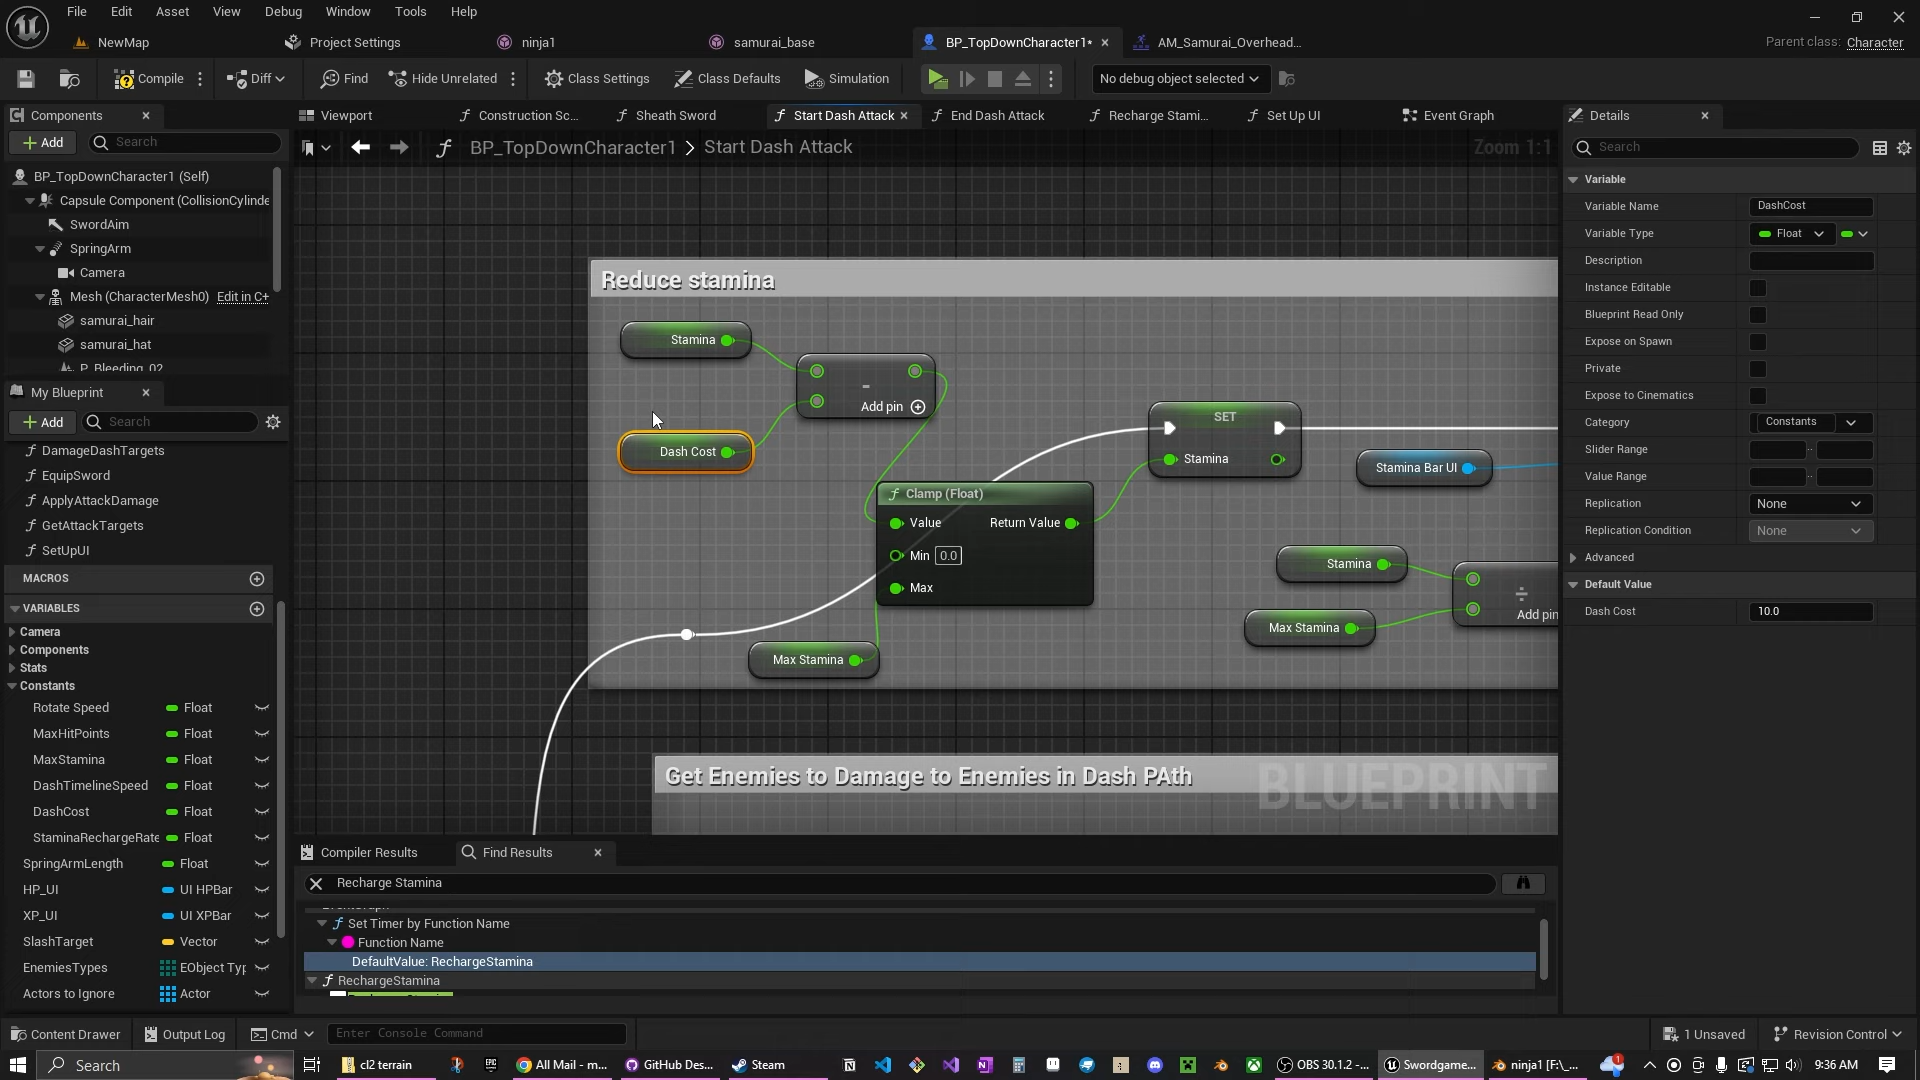 File Edit Asset View Debug Window Tools Help
NewMap Project Settings ninja1 samurai_base BP_TopDownCharacter1* AM_Samurai_Overhead...
Parent class: Character
Compile Diff Find Hide Unrelated Class Settings Class Defaults Simulation No debug object selected
Components
Add Search
BP_TopDownCharacter1 (Self)
Capsule Component (CollisionCylinde
SwordAim
SpringArm
Camera
Mesh (CharacterMesh0) Edit in C+
samurai_hair
samurai_hat
P_Bleeding_02
My Blueprint
Add Search
DamageDashTargets
EquipSword
ApplyAttackDamage
GetAttackTargets
SetUpUI
MACROS
VARIABLES
Camera
Components
Stats
Constants
Rotate Speed Float
MaxHitPoints Float
MaxStamina Float
DashTimelineSpeed Float
DashCost Float
StaminaRechargeRate Float
SpringArmLength Float
HP_UI UI HPBar
XP_UI UI XPBar
SlashTarget Vector
EnemiesTypes EObject Typ
Actors to Ignore Actor
Viewport Construction Sc... Sheath Sword Start Dash Attack End Dash Attack Recharge Stami... Set Up UI Event Graph
BP_TopDownCharacter1 > Start Dash Attack
Zoom 1:1
Reduce stamina
Stamina
-
Add pin
Dash Cost
SET
Stamina
Stamina Bar UI
Clamp (Float)
Value Return Value
Min 0.0
Max
Max Stamina
Stamina
Max Stamina
÷
Add pin
Get Enemies to Damage to Enemies in Dash PAth
BLUEPRINT
Compiler Results Find Results
Recharge Stamina
Set Timer by Function Name
Function Name
DefaultValue: RechargeStamina
RechargeStamina
Details
Search
Variable
Variable Name DashCost
Variable Type Float
Description
Instance Editable
Blueprint Read Only
Expose on Spawn
Private
Expose to Cinematics
Category Constants
Slider Range
Value Range
Replication None
Replication Condition None
Advanced
Default Value
Dash Cost 10.0
Content Drawer Output Log Cmd Enter Console Command
1 Unsaved Revision Control
Search cl2 terrain All Mail - m... GitHub Des... Steam OBS 30.1.2 -... Swordgame... ninja1 [F:\_... 9:36 AM